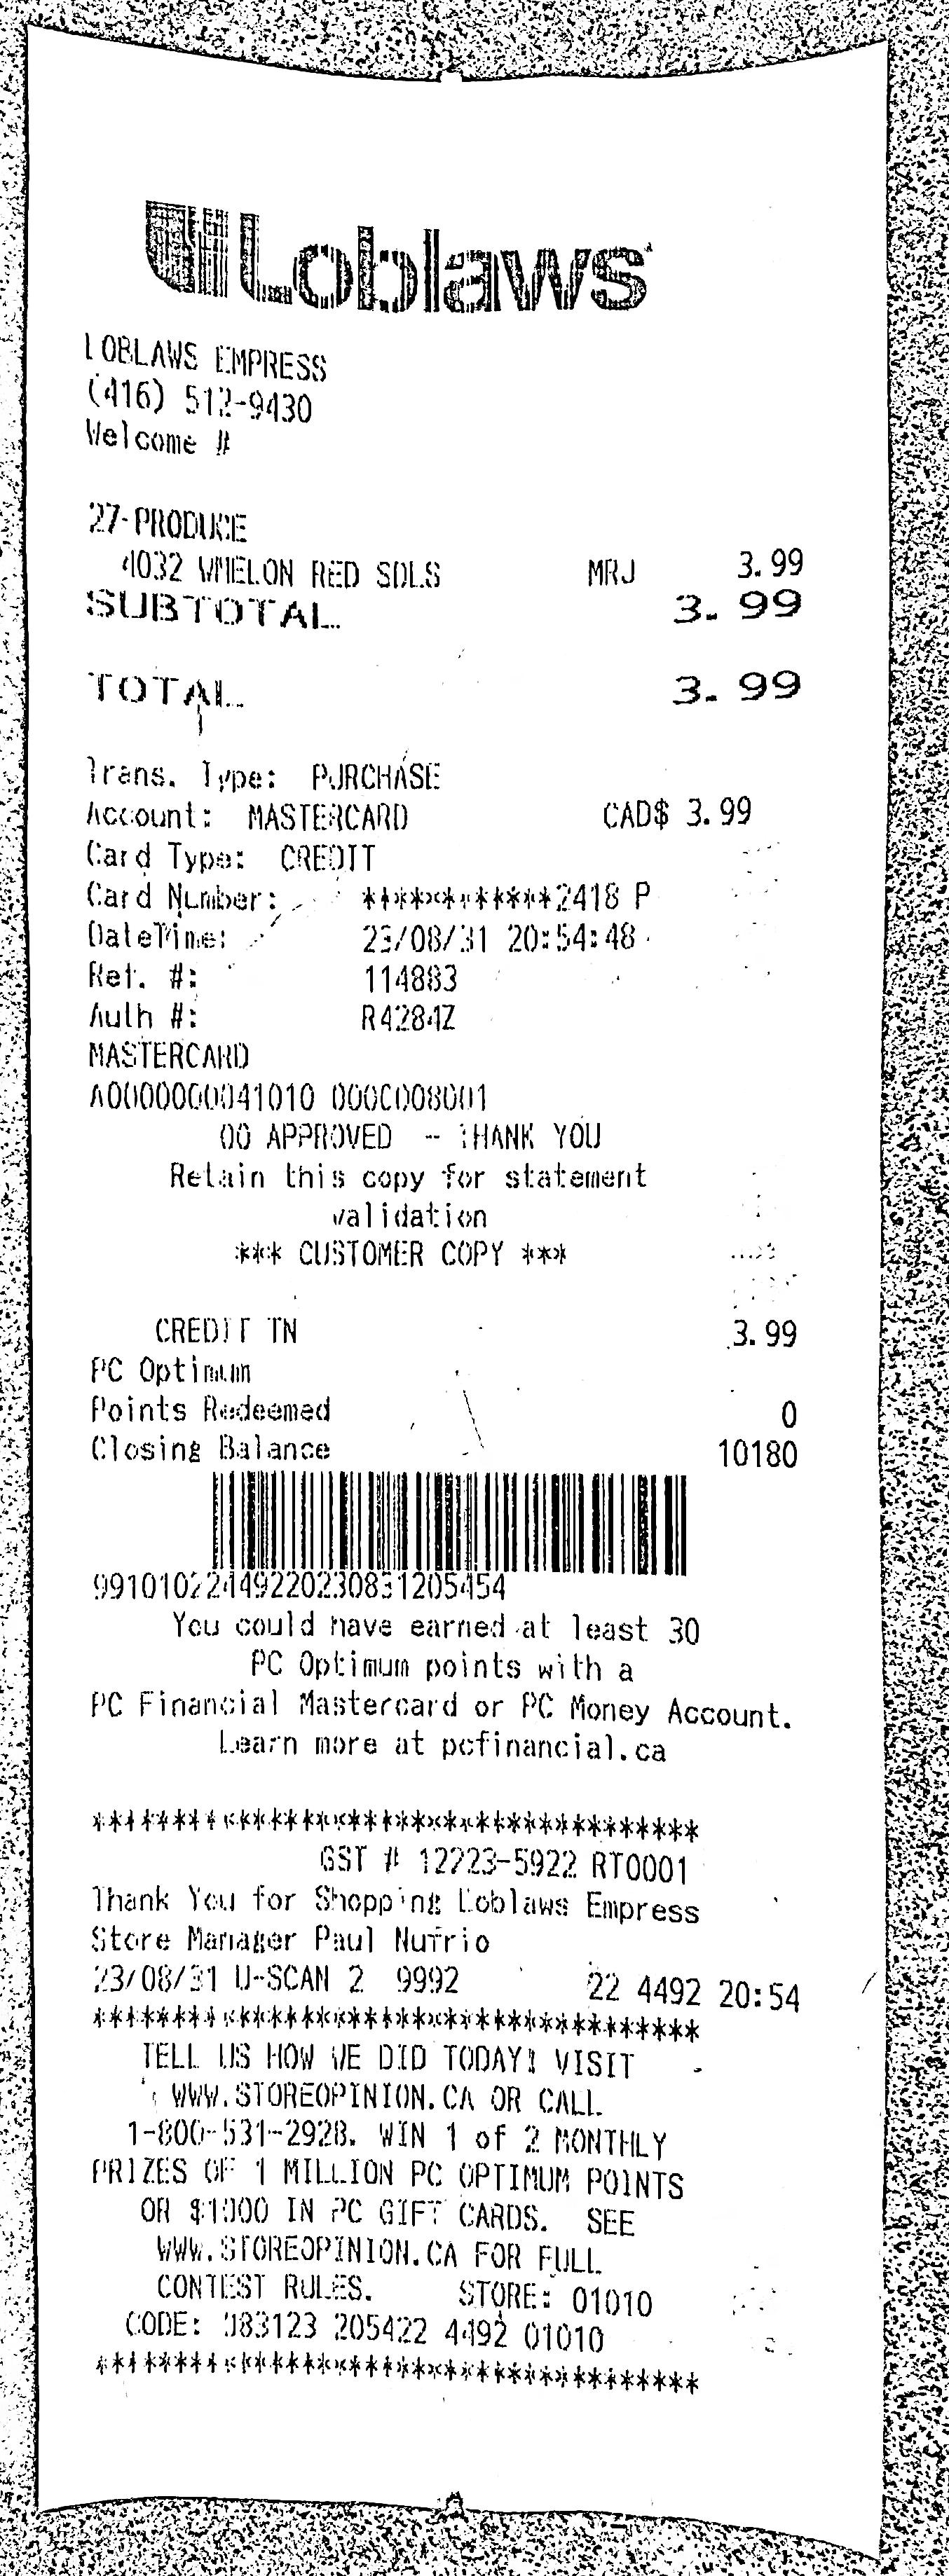 Loblaws
LOBLAWS EMPRESS
(416) 512-9430
Welcome #
27-PRODUCE
4032 WMELON RED SDLS MRJ 3.99
SUBTOTAL 3.99
TOTAL 3.99
Trans. Type: PURCHASE
Account: MASTERCARD CAD$ 3.99
Card Type: CREDIT
Card Number: ************2418 P
DateTime: 23/08/31 20:54:48
Ref. #: 114883
Auth #: R4284Z
MASTERCARD
A0000000041010 0000008001
00 APPROVED - THANK YOU
Retain this copy for statement
validation
*** CUSTOMER COPY ***
CREDIT TN 3.99
PC Optimum
Points Redeemed 0
Closing Balance 10180
9910102244922023083​1205454
You could have earned at least 30
PC Optimum points with a
PC Financial Mastercard or PC Money Account.
Learn more at pcfinancial.ca
**************************************
GST # 12223-5922 RT0001
Thank You for Shopping Loblaws Empress
Store Manager Paul Nufrio
23/08/31 U-SCAN 2 9992 22 4492 20:54
**************************************
TELL US HOW WE DID TODAY! VISIT
WWW.STOREOPINION.CA OR CALL
1-800-531-2928. WIN 1 of 2 MONTHLY
PRIZES OF 1 MILLION PC OPTIMUM POINTS
OR $1000 IN PC GIFT CARDS. SEE
WWW.STOREOPINION.CA FOR FULL
CONTEST RULES. STORE: 01010
CODE: 083123 205422 4492 01010
**************************************